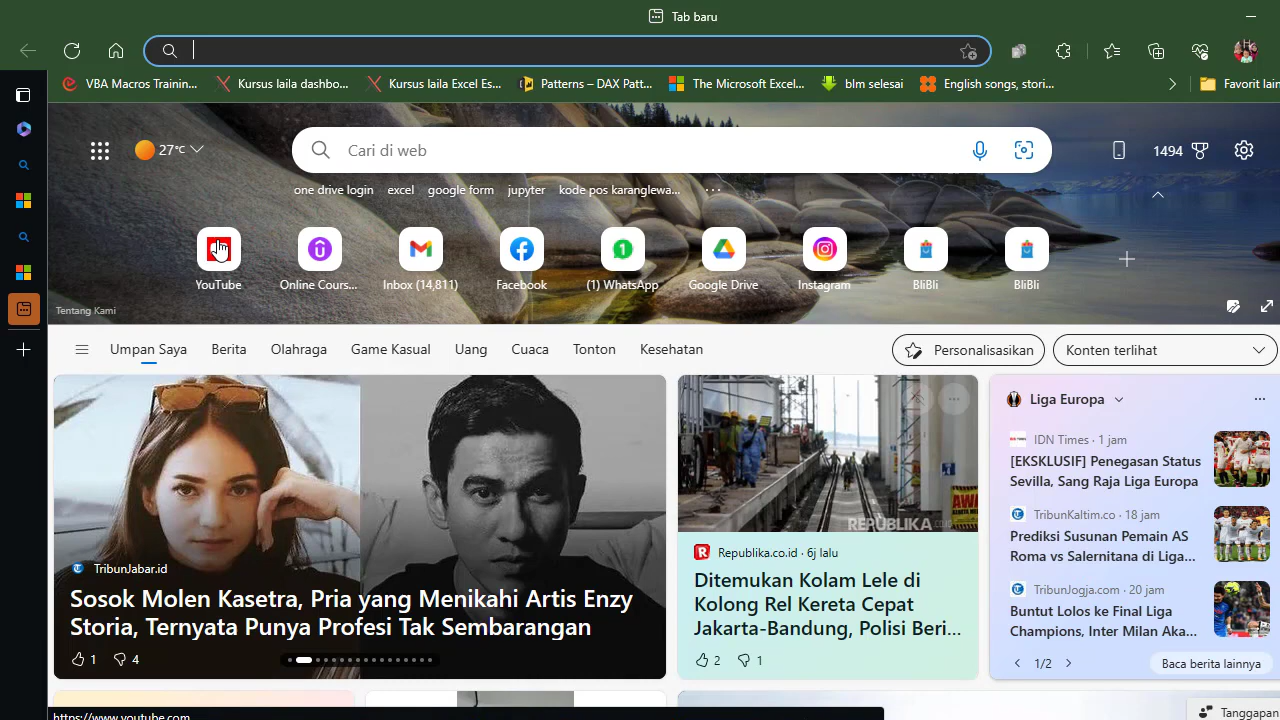 Tab baru
VBA Macros Trainin...
Kursus laila dashbo...
Kursus laila Excel Es...
Patterns – DAX Patt...
The Microsoft Excel...
blm selesai
English songs, stori...
Favorit lain
27°C
Cari di web
1494
one drive login
excel
google form
jupyter
kode pos karanglewa...
YouTube
Online Cours...
Inbox (14,811)
Facebook
(1) WhatsApp
Google Drive
Instagram
BliBli
BliBli
Tentang Kami
Umpan Saya
Berita
Olahraga
Game Kasual
Uang
Cuaca
Tonton
Kesehatan
Personalisasikan
Konten terlihat
TribunJabar.id
Sosok Molen Kasetra, Pria yang Menikahi Artis Enzy
Storia, Ternyata Punya Profesi Tak Sembarangan
1
4
REPUBLIKA.CO.ID
Republika.co.id · 6j lalu
Ditemukan Kolam Lele di
Kolong Rel Kereta Cepat
Jakarta-Bandung, Polisi Beri...
2
1
Liga Europa
IDN Times · 1 jam
[EKSKLUSIF] Penegasan Status
Sevilla, Sang Raja Liga Europa
TribunKaltim.co · 18 jam
Prediksi Susunan Pemain AS
Roma vs Salernitana di Liga...
TribunJogja.com · 20 jam
Buntut Lolos ke Final Liga
Champions, Inter Milan Aka...
1/2
Baca berita lainnya
https://www.youtube.com
Tanggapan